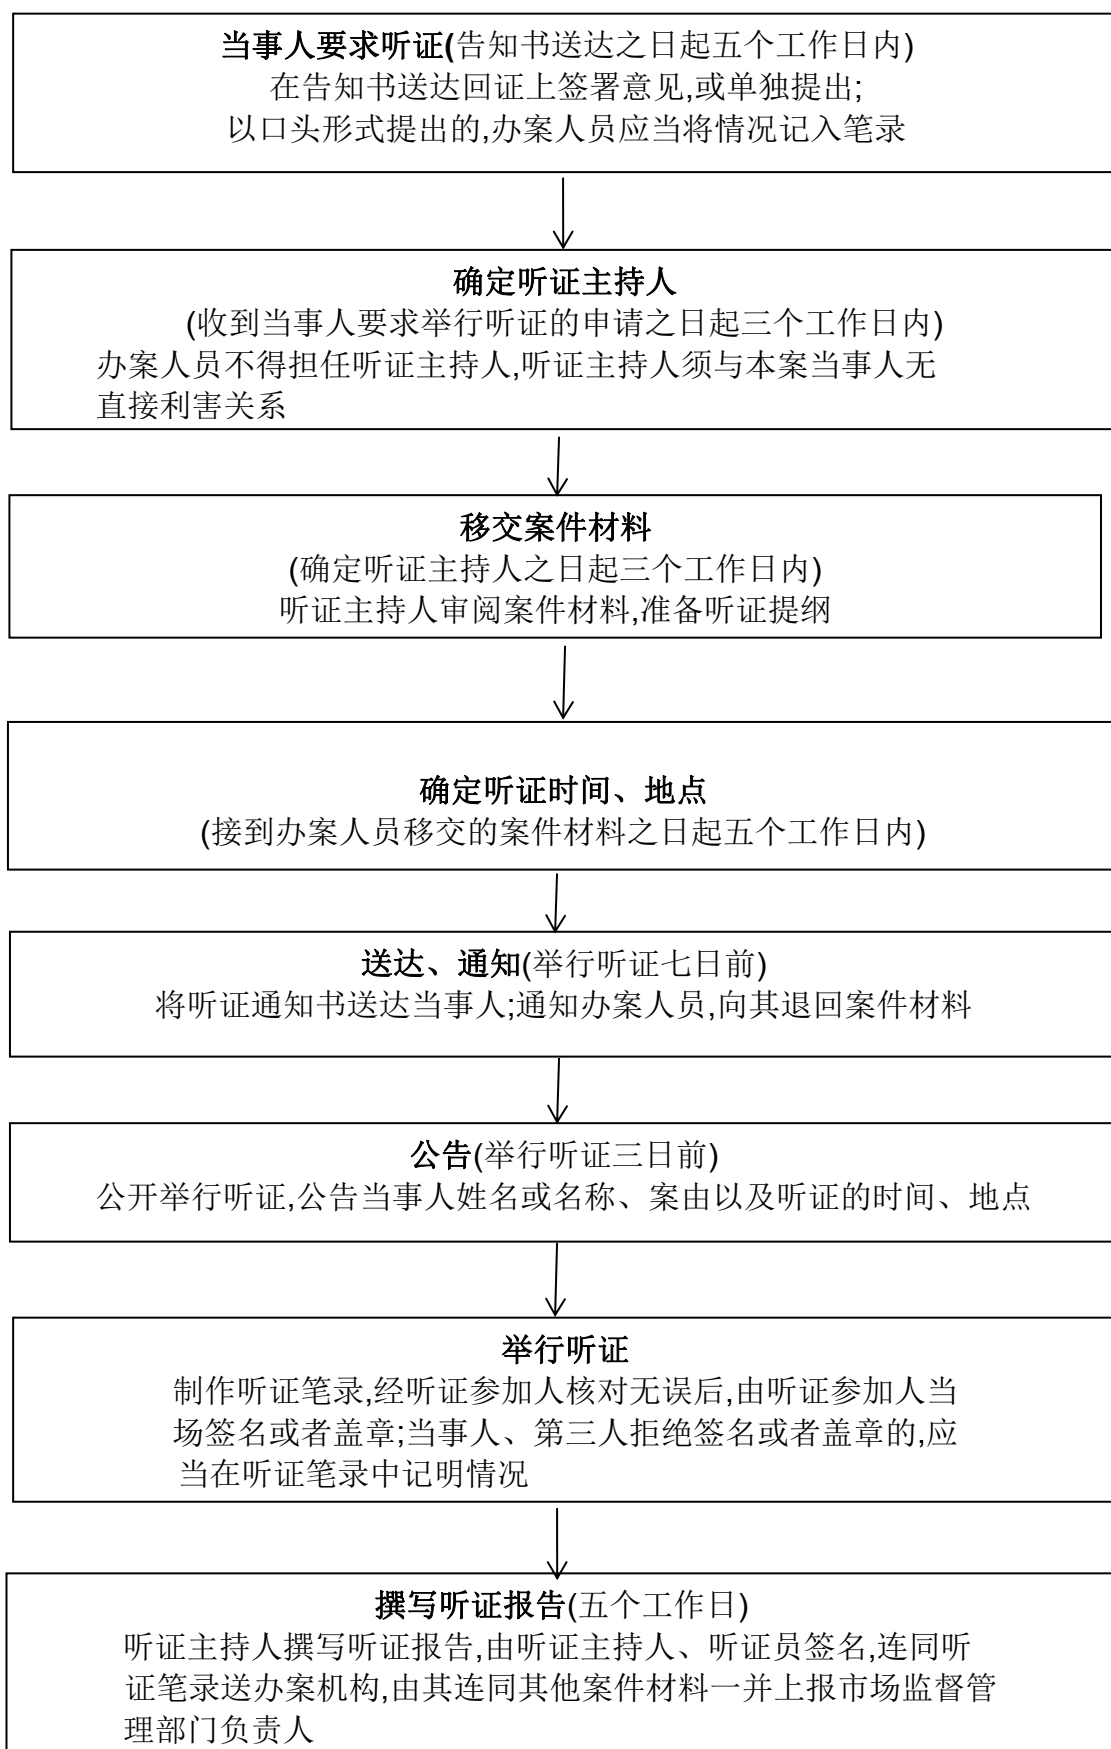 当事人要求听证(告知书送达之日起五个工作日内)
在告知书送达回证上签署意见,或单独提出;
以口头形式提出的,办案人员应当将情况记入笔录
确定听证主持人
(收到当事人要求举行听证的申请之日起三个工作日内)
办案人员不得担任听证主持人,听证主持人须与本案当事人无
直接利害关系
移交案件材料
(确定听证主持人之日起三个工作日内)
听证主持人审阅案件材料,准备听证提纲
确定听证时间、地点
(接到办案人员移交的案件材料之日起五个工作日内)
送达、通知(举行听证七日前)
将听证通知书送达当事人;通知办案人员,向其退回案件材料
公告(举行听证三日前)
公开举行听证,公告当事人姓名或名称、案由以及听证的时间、地点
举行听证
制作听证笔录,经听证参加人核对无误后,由听证参加人当
场签名或者盖章;当事人、第三人拒绝签名或者盖章的,应
当在听证笔录中记明情况
撰写听证报告(五个工作日)
听证主持人撰写听证报告,由听证主持人、听证员签名,连同听
证笔录送办案机构,由其连同其他案件材料一并上报市场监督管
理部门负责人